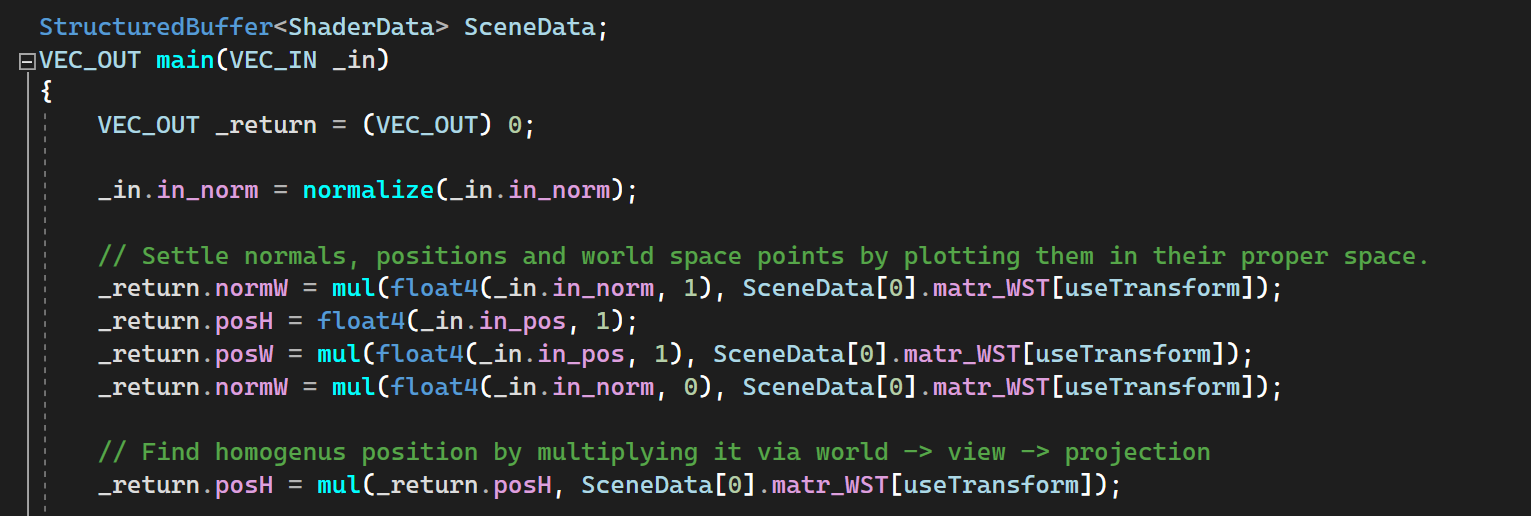 StructuredBuffer<ShaderData> SceneData;
VEC_OUT main(VEC_IN _in)
{
VEC_OUT _return = (VEC_OUT) 0;
_in.in_norm = normalize(_in.in_norm);
// Settle normals, positions and world space points by plotting them in their proper space.
_return.normW = mul(float4(_in.in_norm, 1), SceneData[0].matr_WST[useTransform]);
_return.posH = float4(_in.in_pos, 1);
_return.posW = mul(float4(_in.in_pos, 1), SceneData[0].matr_WST[useTransform]);
_return.normW = mul(float4(_in.in_norm, 0), SceneData[0].matr_WST[useTransform]);
// Find homogenus position by multiplying it via world -> view -> projection
_return.posH = mul(_return.posH, SceneData[0].matr_WST[useTransform]);